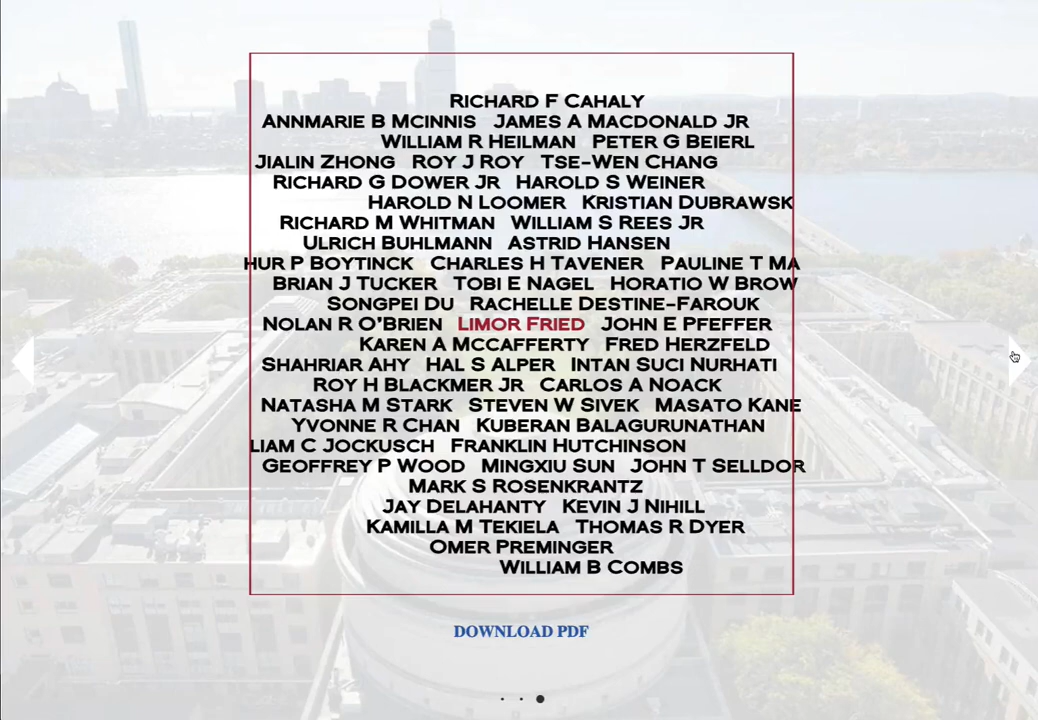 RICHARD F CAHALY
ANNMARIE B MCINNIS JAMES A MACDONALD JR
WILLIAM R HEILMAN PETER G BEIERL
JIALIN ZHONG ROY J ROY TSE-WEN CHANG
RICHARD G DOWER JR HAROLD S WEINER
HAROLD N LOOMER KRISTIAN DUBRAWSK
RICHARD M WHITMAN WILLIAM S REES JR
ULRICH BUHLMANN ASTRID HANSEN
HUR P BOYTINCK CHARLES H TAVENER PAULINE T MA
BRIAN J TUCKER TOBI E NAGEL HORATIO W BROW
SONGPEI DU RACHELLE DESTINE-FAROUK
NOLAN R O'BRIEN LIMOR FRIED JOHN E PFEFFER
KAREN A MCCAFFERTY FRED HERZFELD
SHAHRIAR AHY HAL S ALPER INTAN SUCI NURHATI
ROY H BLACKMER JR CARLOS A NOACK
NATASHA M STARK STEVEN W SIVEK MASATO KANE
YVONNE R CHAN KUBERAN BALAGURUNATHAN
LIAM C JOCKUSCH FRANKLIN HUTCHINSON
GEOFFREY P WOOD MINGXIU SUN JOHN T SELLDOR
MARK S ROSENKRANTZ
JAY DELAHANTY KEVIN J NIHILL
KAMILLA M TEKIELA THOMAS R DYER
OMER PREMINGER
WILLIAM B COMBS
DOWNLOAD PDF